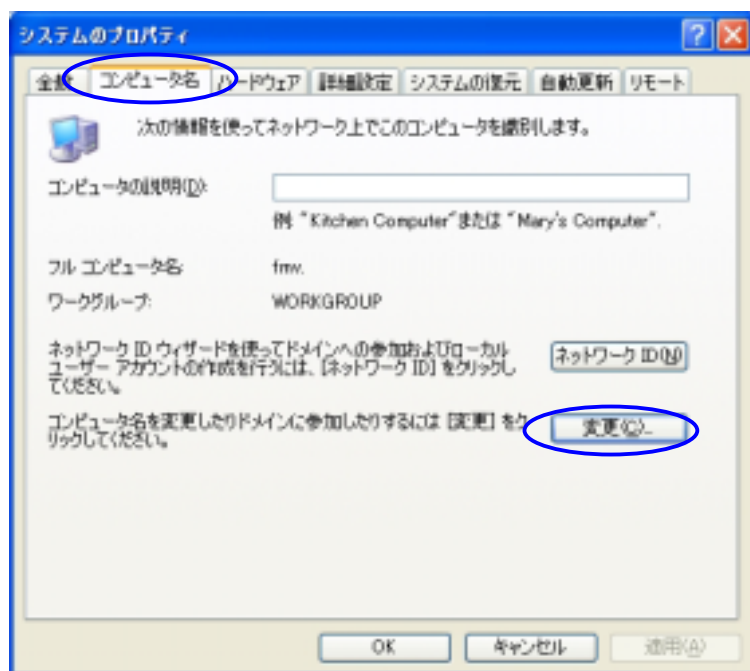 システムのプロパティ
全般 コンピュータ名 ハードウェア 詳細設定 システムの復元 自動更新 リモート
次の情報を使ってネットワーク上でこのコンピュータを識別します。
コンピュータの説明(D):
例: "Kitchen Computer"または "Mary's Computer".
フル コンピュータ名: fmv.
ワークグループ: WORKGROUP
ネットワーク ID ウィザードを使ってドメインへの参加およびローカル
ユーザー アカウントの作成を行うには、[ネットワーク ID] をクリックし
てください。
ネットワーク ID(N)
コンピュータ名を変更したりドメインに参加したりするには [変更] をク
リックしてください。
変更(C)...
OK キャンセル 適用(A)